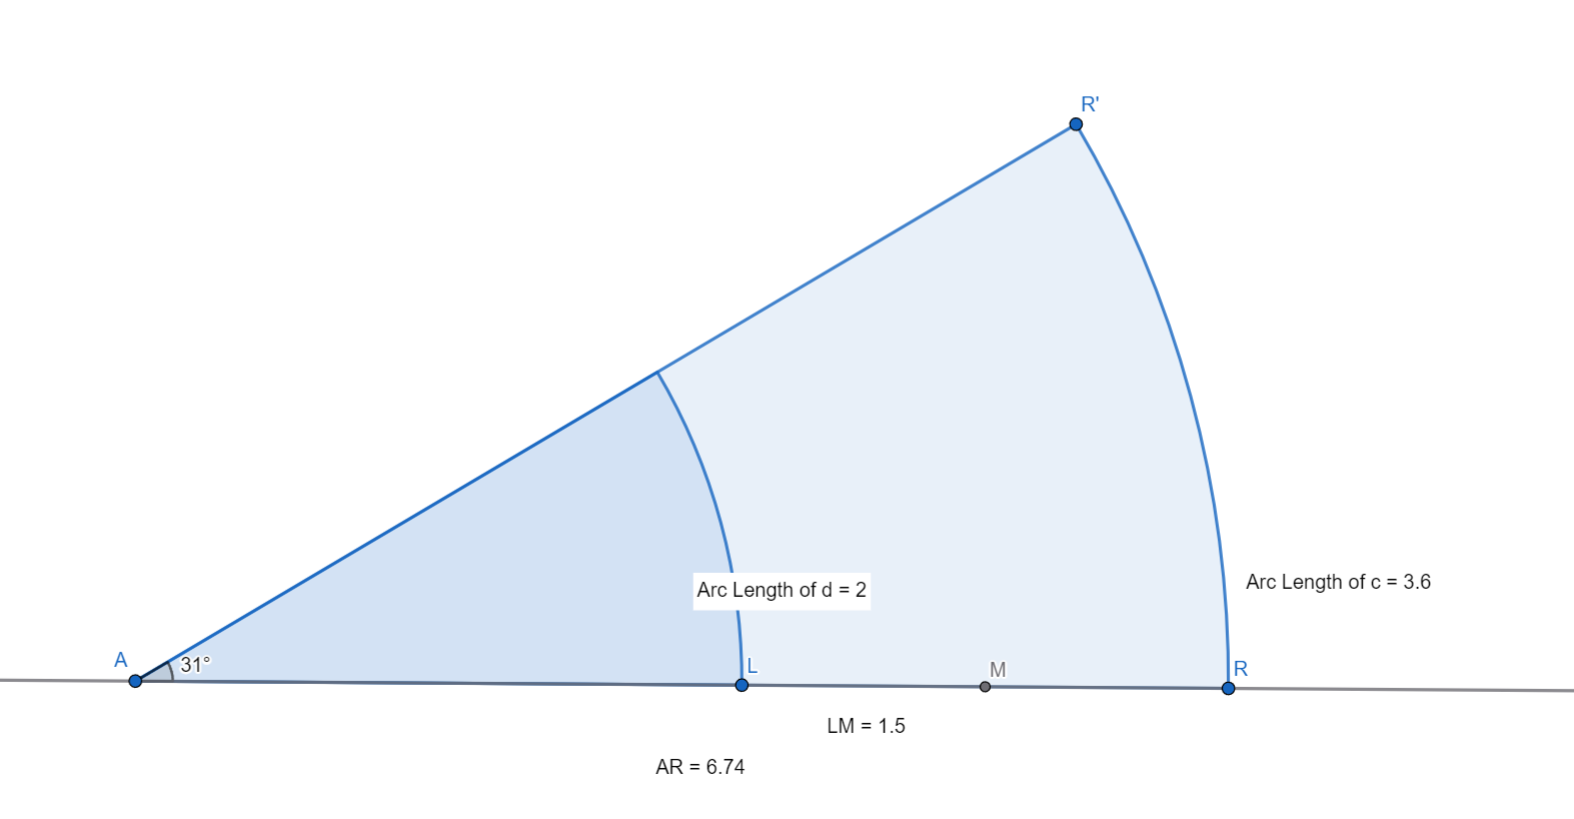 R'
Arc Length of c = 3.6
Arc Length of d = 2
A
31°
L
M
R
LM = 1.5
AR = 6.74